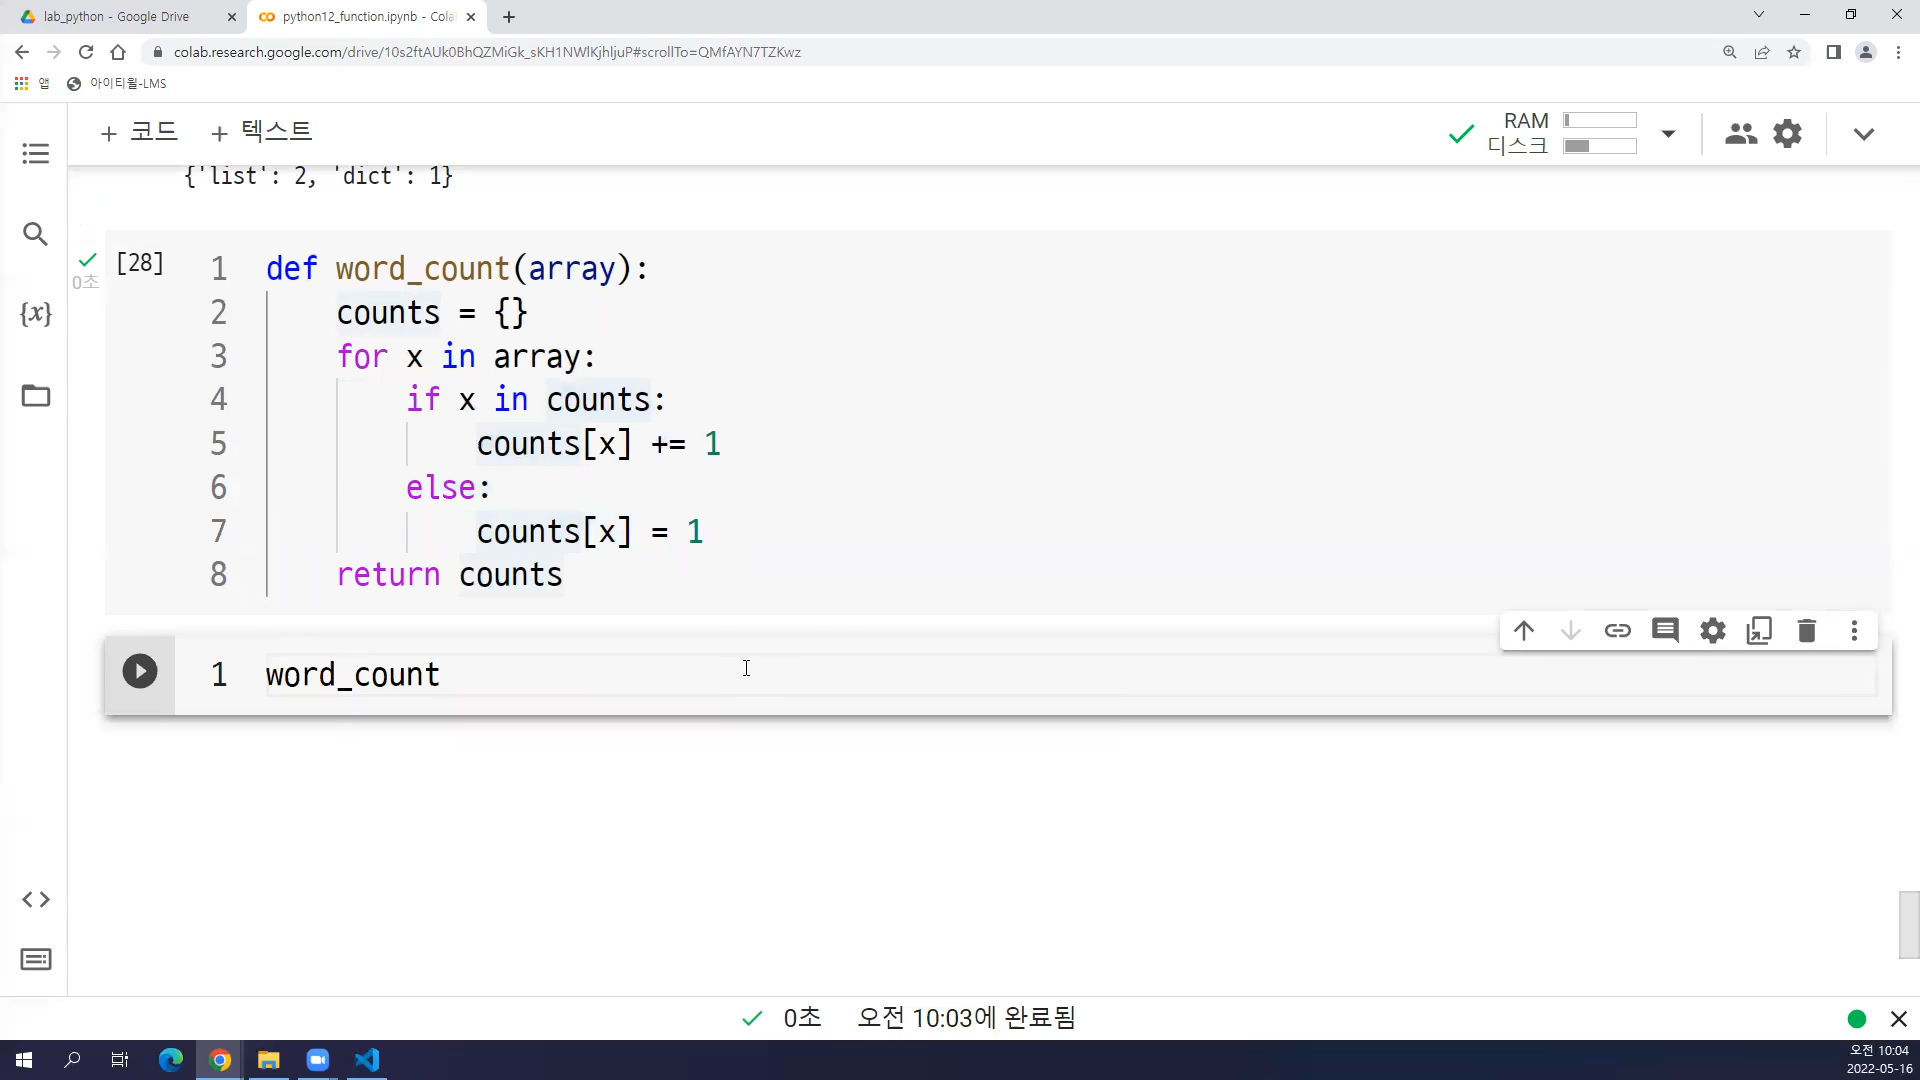 lab_python - Google Drive
python12_function.ipynb - Cola
colab.research.google.com/drive/10s2ftAUk0BhQZMiGk_sKH1NWlKjhljuP#scrollTo=QMfAYN7TZKwz
앱
아이티윌-LMS
+ 코드
+ 텍스트
RAM
디스크
{'list': 2, 'dict': 1}
{x}
0초
[28]
1 def word_count(array):
2 counts = {}
3 for x in array:
4 if x in counts:
5 counts[x] += 1
6 else:
7 counts[x] = 1
8 return counts
1 word_count
0초 오전 10:03에 완료됨
오전 10:04
2022-05-16